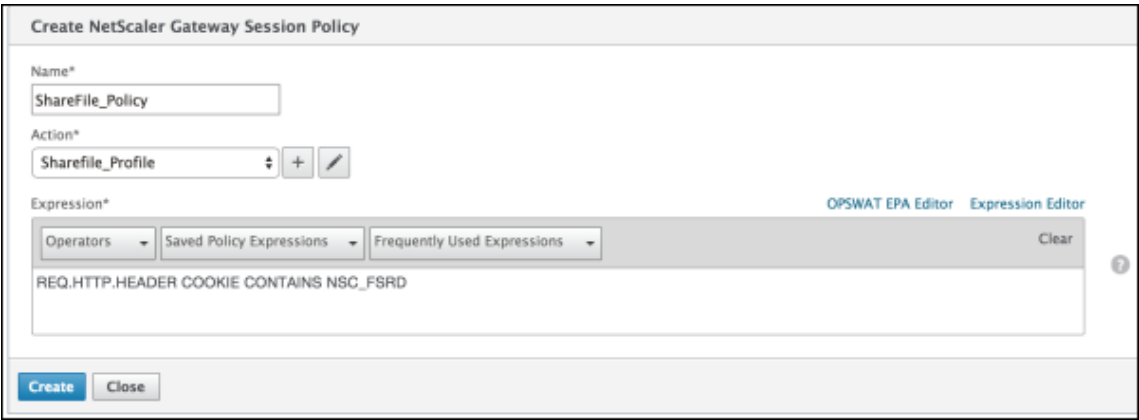 Create NetScaler Gateway Session Policy
Name*
ShareFile_Policy
Action*
Sharefile_Profile
+
Expression* OPSWAT EPA Editor Expression Editor
Operators Saved Policy Expressions Frequently Used Expressions Clear
?
REQ.HTTP.HEADER COOKIE CONTAINS NSC_FSRD
Create Close